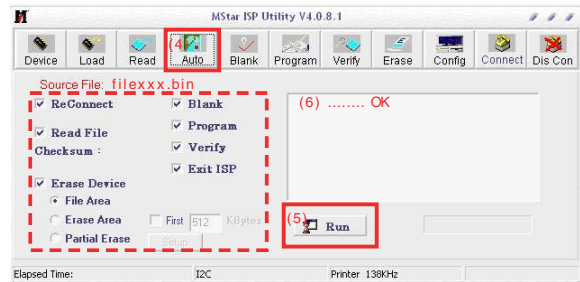 MStar ISP Utility V4.0.8.1
(4)
Device Load Read Auto Blank Program Verify Erase Config Connect Dis Con
Source File: filexxx.bin
ReConnect Blank
(6) ........ OK
Read File Program
Checksum : Verify
Exit ISP
Erase Device
File Area
Erase Area First 512 KBytes
(5) Run
Partial Erase Setup
Elapsed Time: I2C Printer 138KHz